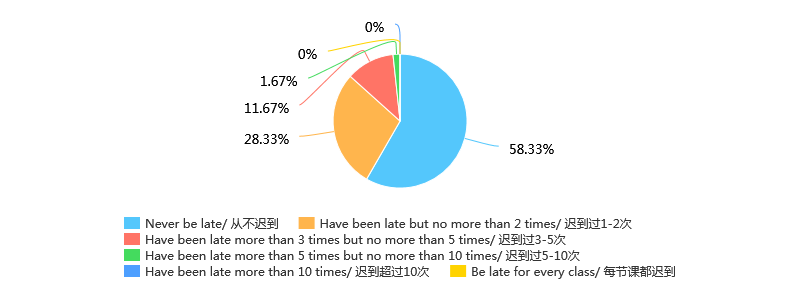 0%
0%
1.67%
11.67%
28.33%
58.33%
Never be late/ 从不迟到 Have been late but no more than 2 times/ 迟到过1-2次
Have been late more than 3 times but no more than 5 times/ 迟到过3-5次
Have been late more than 5 times but no more than 10 times/ 迟到过5-10次
Have been late more than 10 times/ 迟到超过10次 Be late for every class/ 每节课都迟到